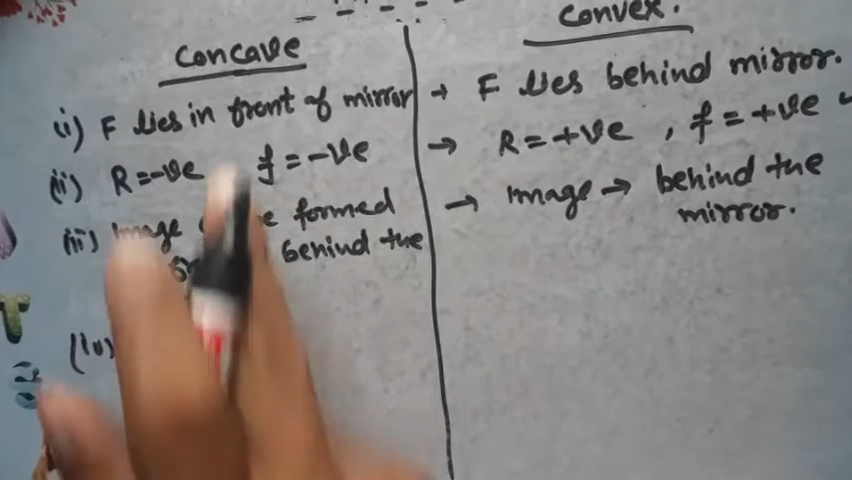 Concave
(i) F lies in front of mirror
(ii) R=-ve f=-ve
(iii) Image formed
behind the
(iv)
Convex.
→ F lies behind mirror.
→ R=+ve, f=+ve
→ Image → behind the
mirror.